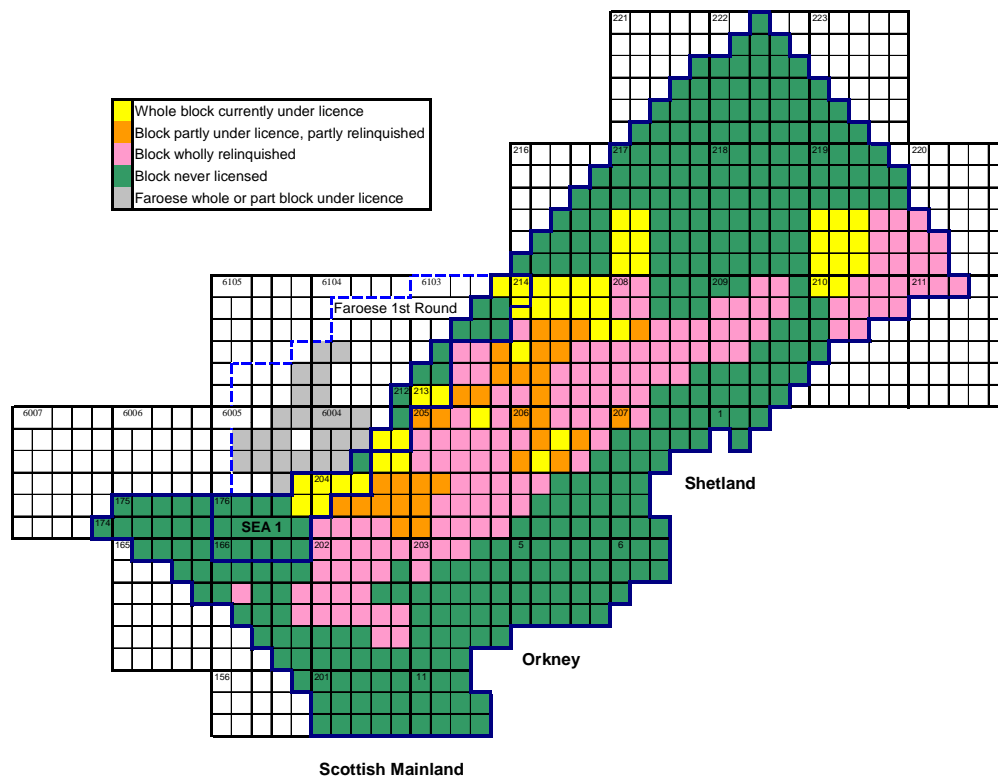 221 222 223
Whole block currently under licence
Block partly under licence, partly relinquished
Block wholly relinquished
Block never licensed
Faroese whole or part block under licence
216 217 218 219 220
6105 6104 6103 214 208 209 210 211
Faroese 1st Round
212 213
6007 6006 6005 6004 205 206 207 1
204
Shetland
175 176
174 SEA 1
165 166 202 203 5 6
Orkney
156 201 11
Scottish Mainland